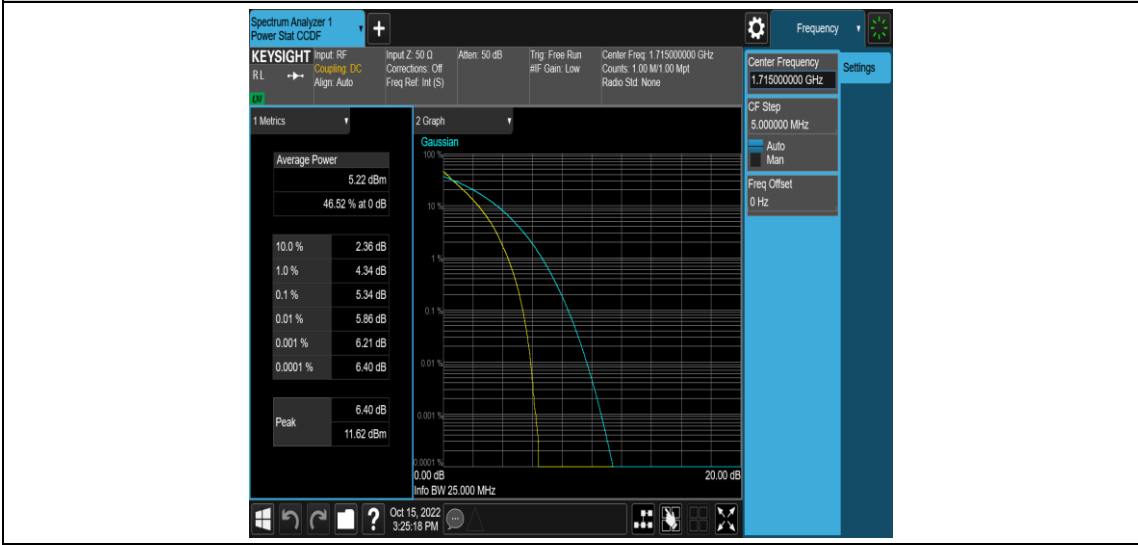 Spectrum Analyzer 1
Power Stat CCDF
Frequency
KEYSIGHT
RL
Input: RF
Coupling: DC
Align: Auto
Input Z: 50 Ω
Corrections: Off
Freq Ref: Int (S)
Atten: 50 dB
Trig: Free Run
#IF Gain: Low
Center Freq: 1.715000000 GHz
Counts: 1.00 M/1.00 Mpt
Radio Std: None
Center Frequency
1.715000000 GHz
Settings
CF Step
5.000000 MHz
Auto
Man
Freq Offset
0 Hz
1 Metrics
Average Power
5.22 dBm
46.52 % at 0 dB
10.0 % 2.36 dB
1.0 % 4.34 dB
0.1 % 5.34 dB
0.01 % 5.86 dB
0.001 % 6.21 dB
0.0001 % 6.40 dB
Peak
6.40 dB
11.62 dBm
2 Graph
Gaussian
100 %
10 %
1 %
0.1 %
0.01 %
0.001 %
0.0001 %
0.00 dB
20.00 dB
Info BW 25.000 MHz
?
Oct 15, 2022
3:25:18 PM